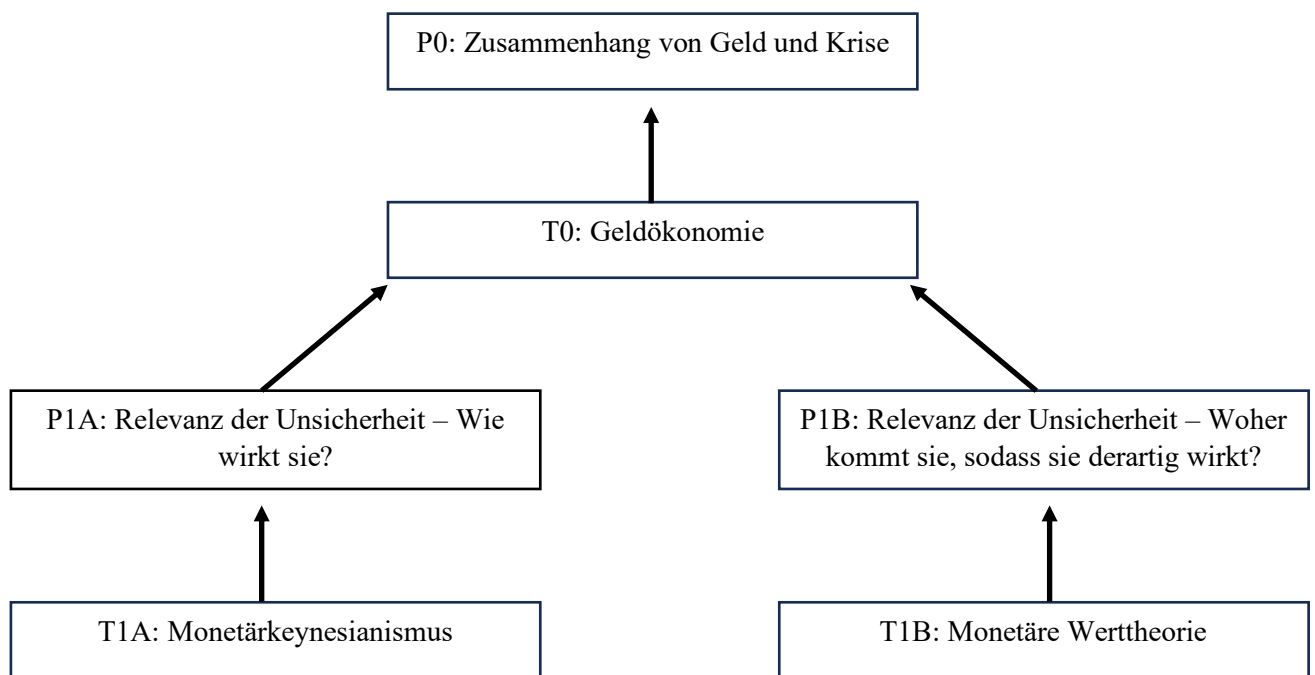 P0: Zusammenhang von Geld und Krise
T0: Geldökonomie
P1A: Relevanz der Unsicherheit – Wie
wirkt sie?
P1B: Relevanz der Unsicherheit – Woher
kommt sie, sodass sie derartig wirkt?
T1A: Monetärkeynesianismus
T1B: Monetäre Werttheorie